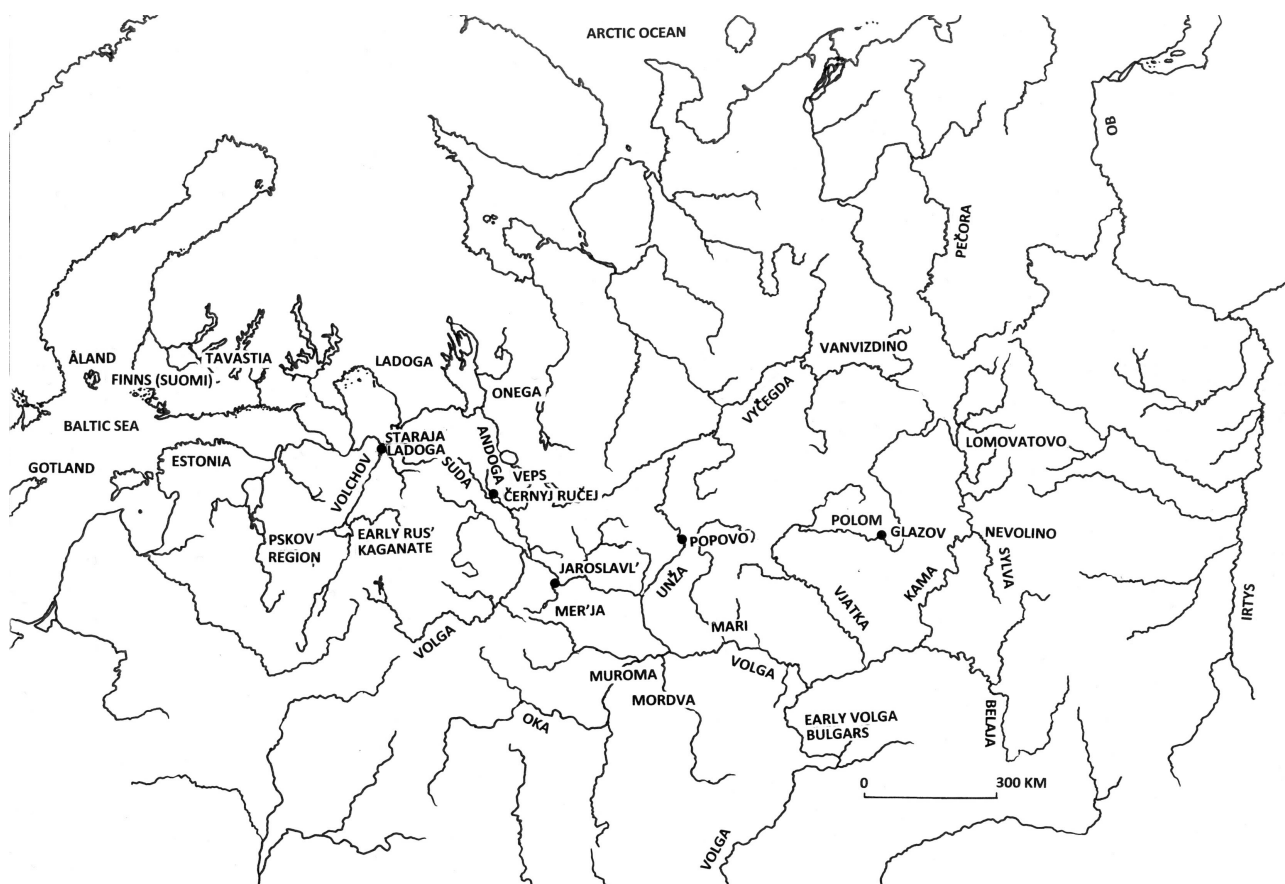 ARCTIC OCEAN
OB
PEČORA
ÅLAND
TAVASTIA
LADOGA
VANVIZDINO
FINNS (SUOMI)
ONEGA
VYČEGDA
BALTIC SEA
STARAJA
LADOGA
ANDOGA
LOMOVATOVO
GOTLAND
ESTONIA
VOLCHOV
SUDA
VEPS
ČERNYJ RUČEJ
PSKOV
REGION
EARLY RUS'
KAGANATE
POPOVO
POLOM
GLAZOV
NEVOLINO
JAROSLAVL'
UNŽA
KAMA
SYLVA
IRTYS
MER'JA
VJATKA
VOLGA
MARI
MUROMA
VOLGA
MORDVA
OKA
EARLY VOLGA
BULGARS
BELAJA
0 300 KM
VOLGA